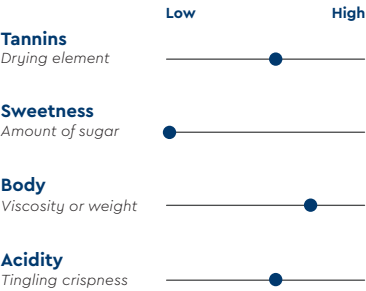 Low High
Tannins
Drying element
Sweetness
Amount of sugar
Body
Viscosity or weight
Acidity
Tingling crispness